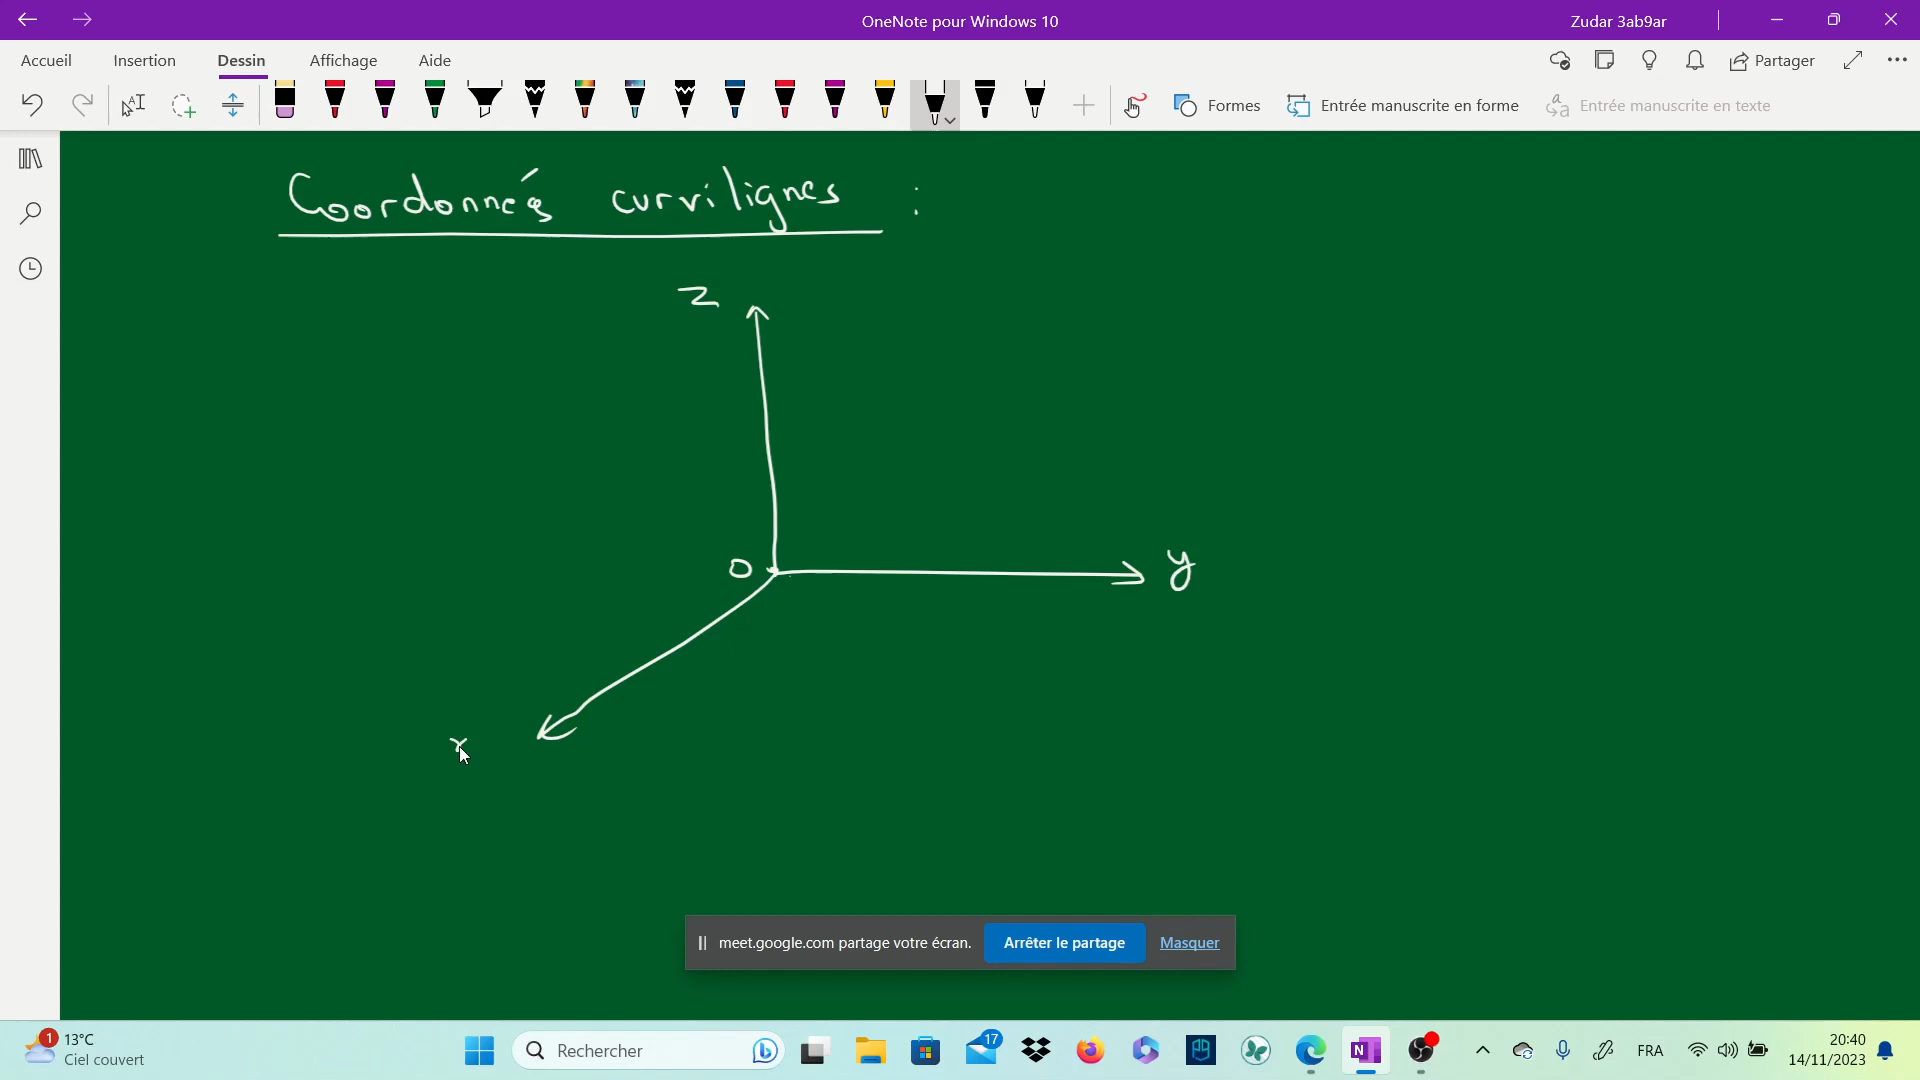 OneNote pour Windows 10
Zudar 3ab9ar
Accueil Insertion Dessin Affichage Aide
Partager
Formes Entrée manuscrite en forme Entrée manuscrite en texte
Coordonnés curvilignes :
z
O
y
x
meet.google.com partage votre écran. Arrêter le partage Masquer
1 13°C
Ciel couvert
Rechercher
17
FRA
20:40
14/11/2023